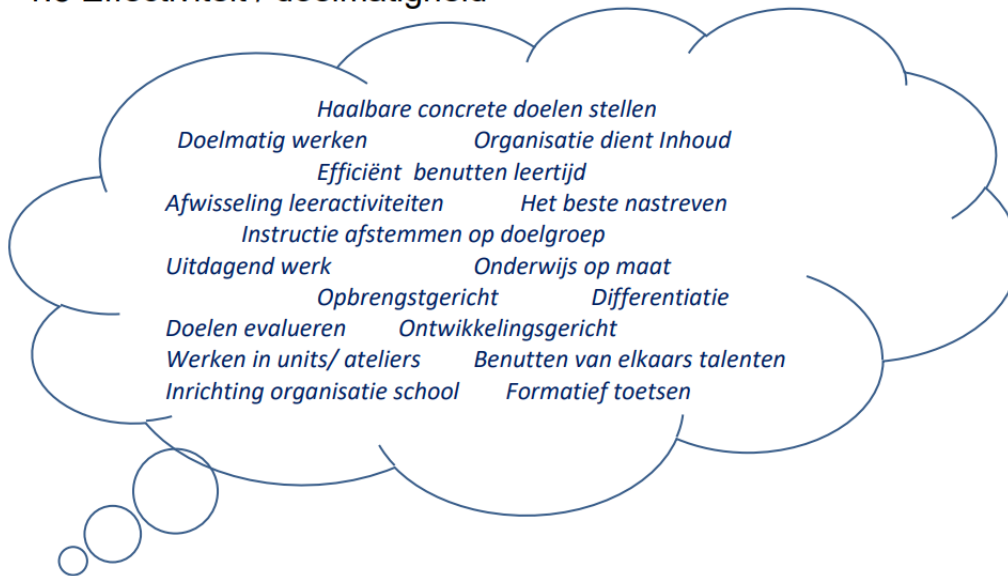 Effectiviteit / doelmatigheid
Haalbare concrete doelen stellen
Doelmatig werken Organisatie dient Inhoud
Efficiënt benutten leertijd
Afwisseling leeractiviteiten Het beste nastreven
Instructie afstemmen op doelgroep
Uitdagend werk Onderwijs op maat
Opbrengstgericht Differentiatie
Doelen evalueren Ontwikkelingsgericht
Werken in units/ ateliers Benutten van elkaars talenten
Inrichting organisatie school Formatief toetsen